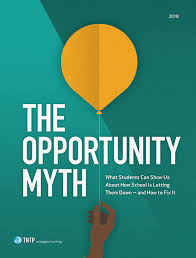 2018
THE
OPPORTUNITY
MYTH
What Students Can Show Us
About How School Is Letting
Them Down—and How to Fix It
TNTP